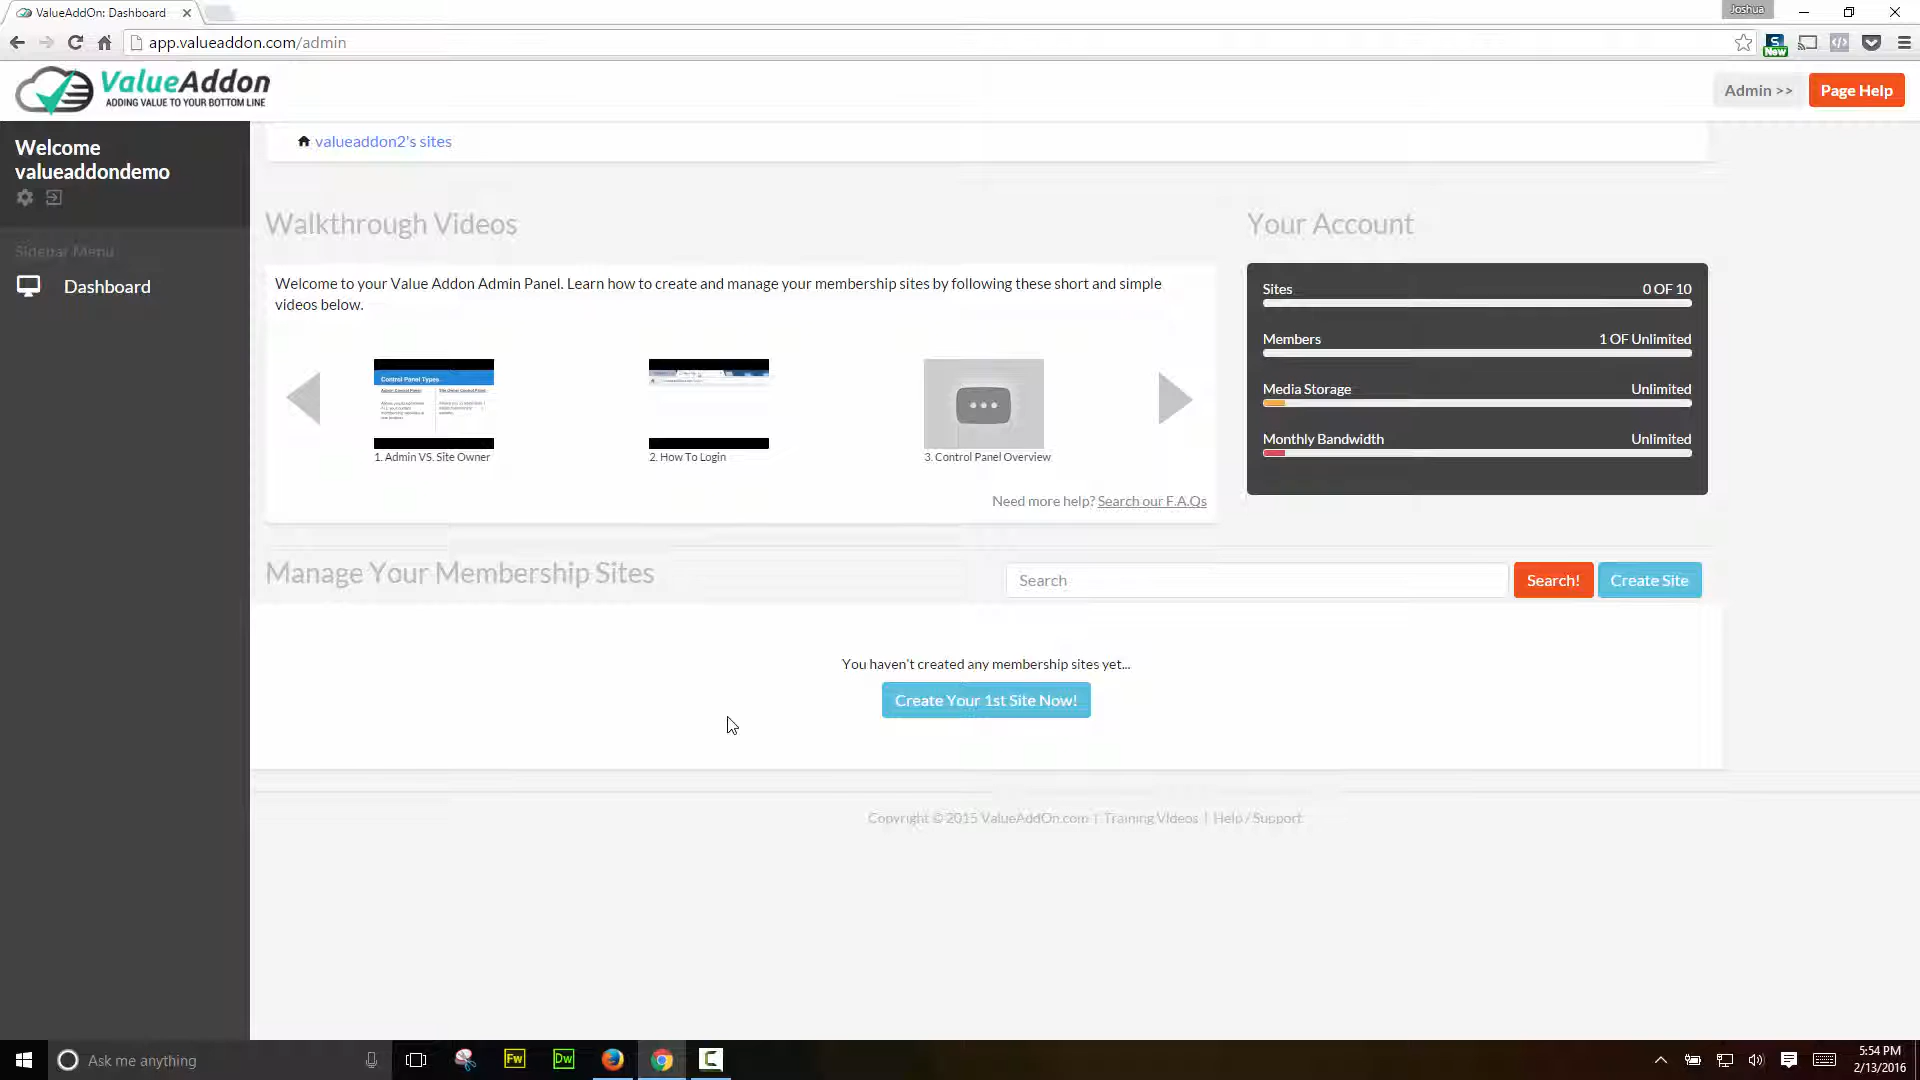 ValueAddOn: Dashboard
Joshua
app.valueaddon.com/admin
New
ValueAddon
ADDING VALUE TO YOUR BOTTOM LINE
Admin >>
Page Help
Welcome
valueaddondemo
valueaddon2's sites
Sidebar Menu
Dashboard
Walkthrough Videos
Welcome to your Value Addon Admin Panel. Learn how to create and manage your membership sites by following these short and simple
videos below.
Control Panel Types
1. Admin VS. Site Owner
2. How To Login
3. Control Panel Overview
Need more help? Search our F.A.Qs
Your Account
Sites 0 OF 10
Members 1 OF Unlimited
Media Storage Unlimited
Monthly Bandwidth Unlimited
Manage Your Membership Sites
Search
Search!
Create Site
You haven't created any membership sites yet...
Create Your 1st Site Now!
Copyright © 2015 ValueAddOn.com | Training Videos | Help / Support
Ask me anything
Fw
Dw
5:54 PM
2/13/2016